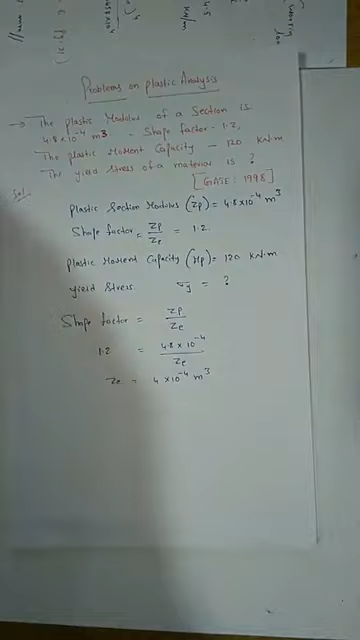 Problems on plastic Analysis
→ The plastic Modulus of a Section is
4.8×10⁻⁴ m³ - Shape factor - 1.2,
The plastic Moment Capacity - 120 kN-m
The yield stress of a material is ?
[GATE: 1998]
Sol.
plastic Section Modulus (Zp) = 4.8×10⁻⁴ m³
Shape factor = Zp/Ze = 1.2.
plastic Moment Capacity (Mp) = 120 kN-m
yield stress σy = ?
Shape factor = Zp/Ze
1.2 = 4.8 × 10⁻⁴/Ze
Ze = 4 ×10⁻⁴ m³